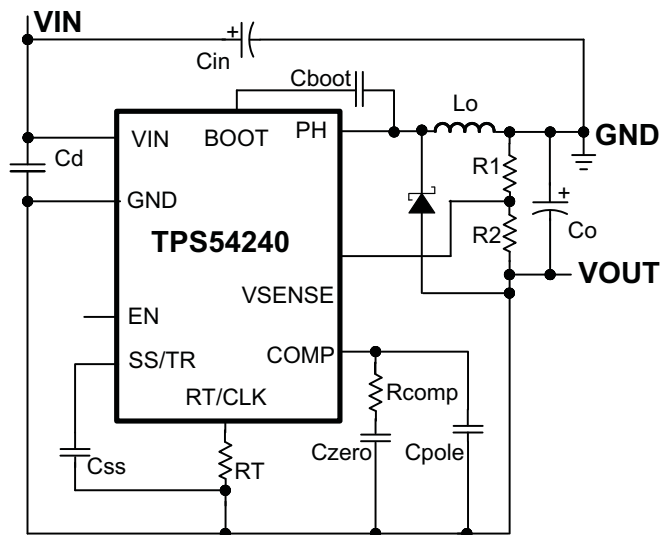 VIN
Cin
Cboot
Lo
VIN
BOOT
PH
GND
Cd
R1
GND
TPS54240
R2
Co
VOUT
VSENSE
EN
COMP
SS/TR
RT/CLK
Rcomp
Css
RT
Czero
Cpole